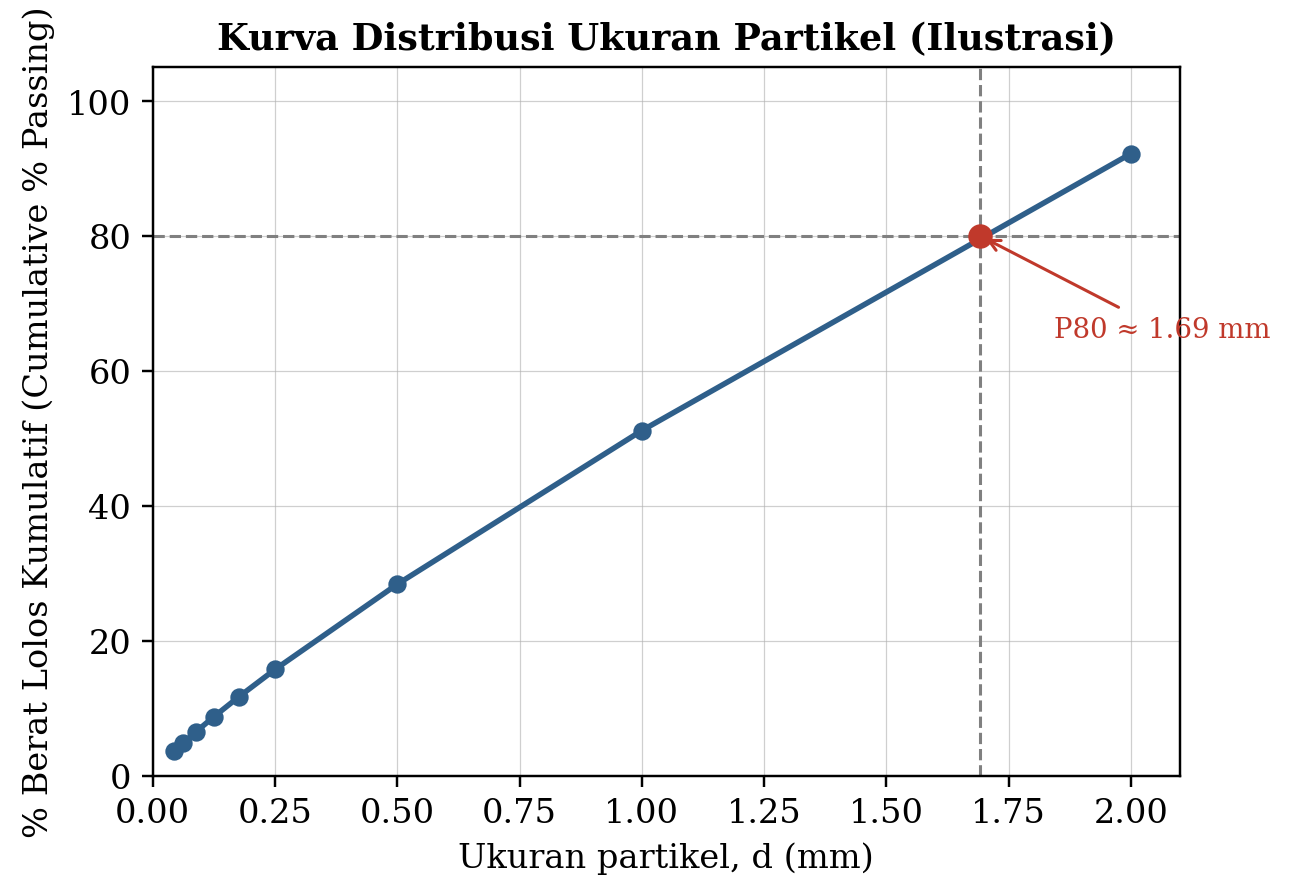 Kurva Distribusi Ukuran Partikel (Ilustrasi)
% Berat Lolos Kumulatif (Cumulative % Passing)
100
80
60
40
20
0
P80 ≈ 1.69 mm
0.00 0.25 0.50 0.75 1.00 1.25 1.50 1.75 2.00
Ukuran partikel, d (mm)